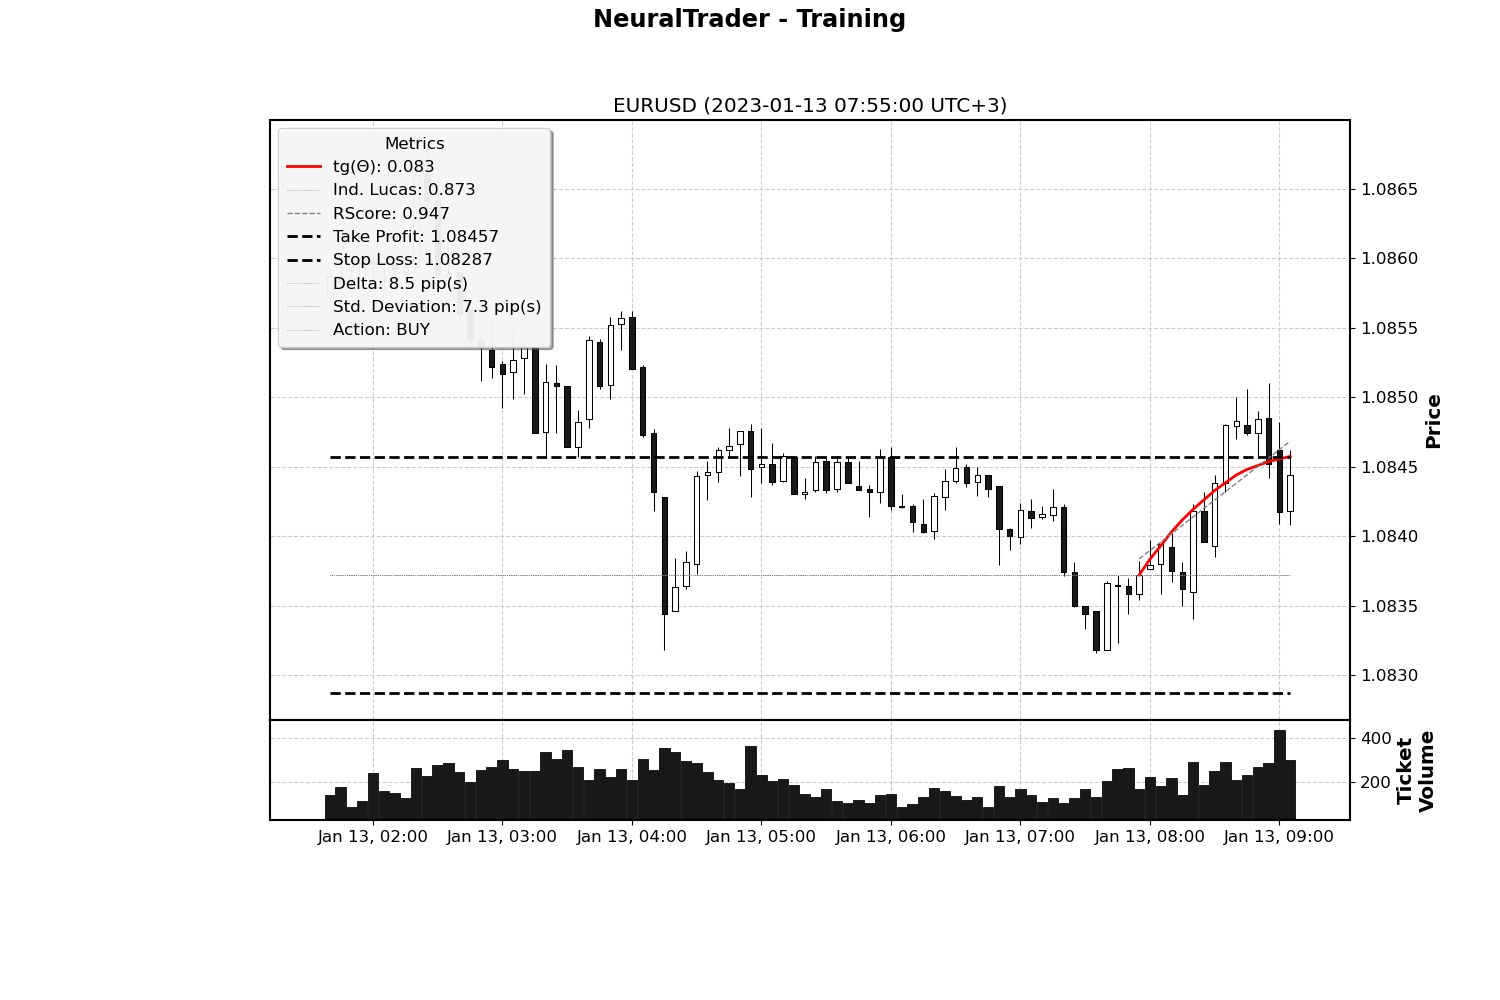 NeuralTrader - Training
EURUSD (2023-01-13 07:55:00 UTC+3)
Metrics
tg(Θ): 0.083
Ind. Lucas: 0.873
RScore: 0.947
Take Profit: 1.08457
Stop Loss: 1.08287
Delta: 8.5 pip(s)
Std. Deviation: 7.3 pip(s)
Action: BUY
1.0865
1.0860
1.0855
1.0850
1.0845
1.0840
1.0835
1.0830
Price
400
200
Ticket
Volume
Jan 13, 02:00
Jan 13, 03:00
Jan 13, 04:00
Jan 13, 05:00
Jan 13, 06:00
Jan 13, 07:00
Jan 13, 08:00
Jan 13, 09:00